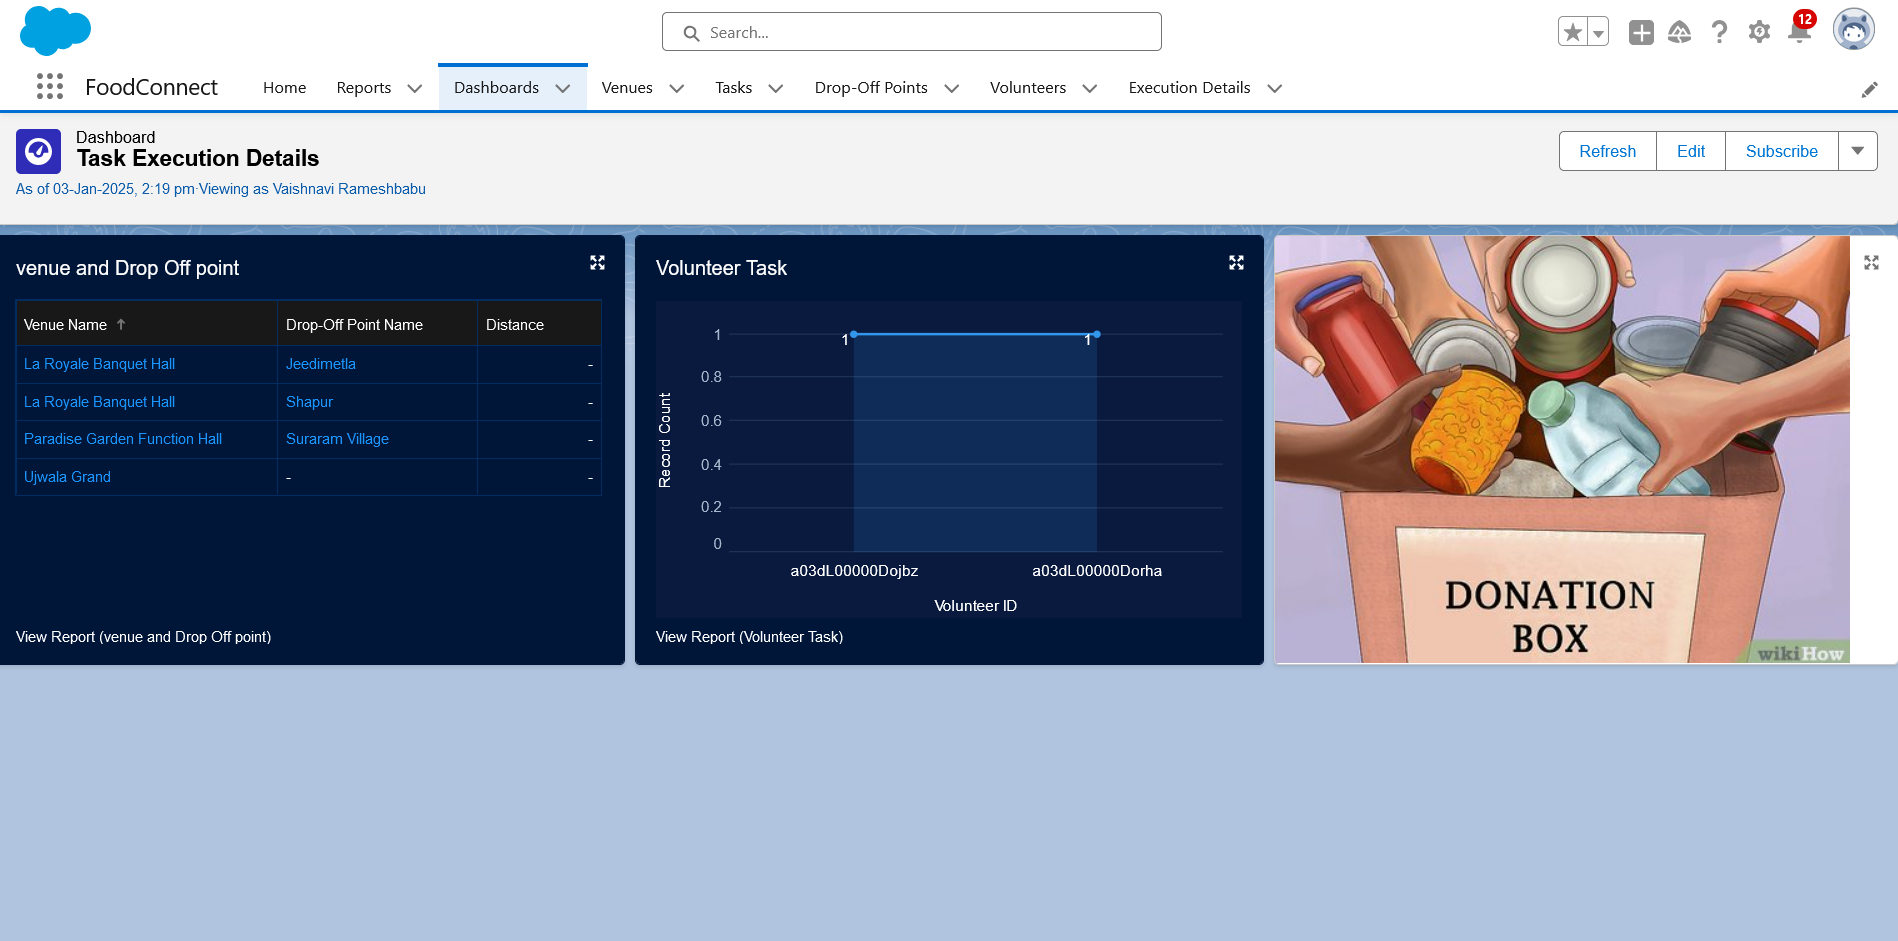 Search...
12
FoodConnect
Home
Reports
Dashboards
Venues
Tasks
Drop-Off Points
Volunteers
Execution Details
Dashboard
Task Execution Details
As of 03-Jan-2025, 2:19 pm·Viewing as Vaishnavi Rameshbabu
Refresh
Edit
Subscribe
venue and Drop Off point
Venue Name Drop-Off Point Name Distance
La Royale Banquet Hall Jeedimetla -
La Royale Banquet Hall Shapur -
Paradise Garden Function Hall Suraram Village -
Ujwala Grand - -
View Report (venue and Drop Off point)
Volunteer Task
Record Count
1
0.8
0.6
0.4
0.2
0
1
1
a03dL00000Dojbz
a03dL00000Dorha
Volunteer ID
View Report (Volunteer Task)
DONATION
BOX
wikiHow